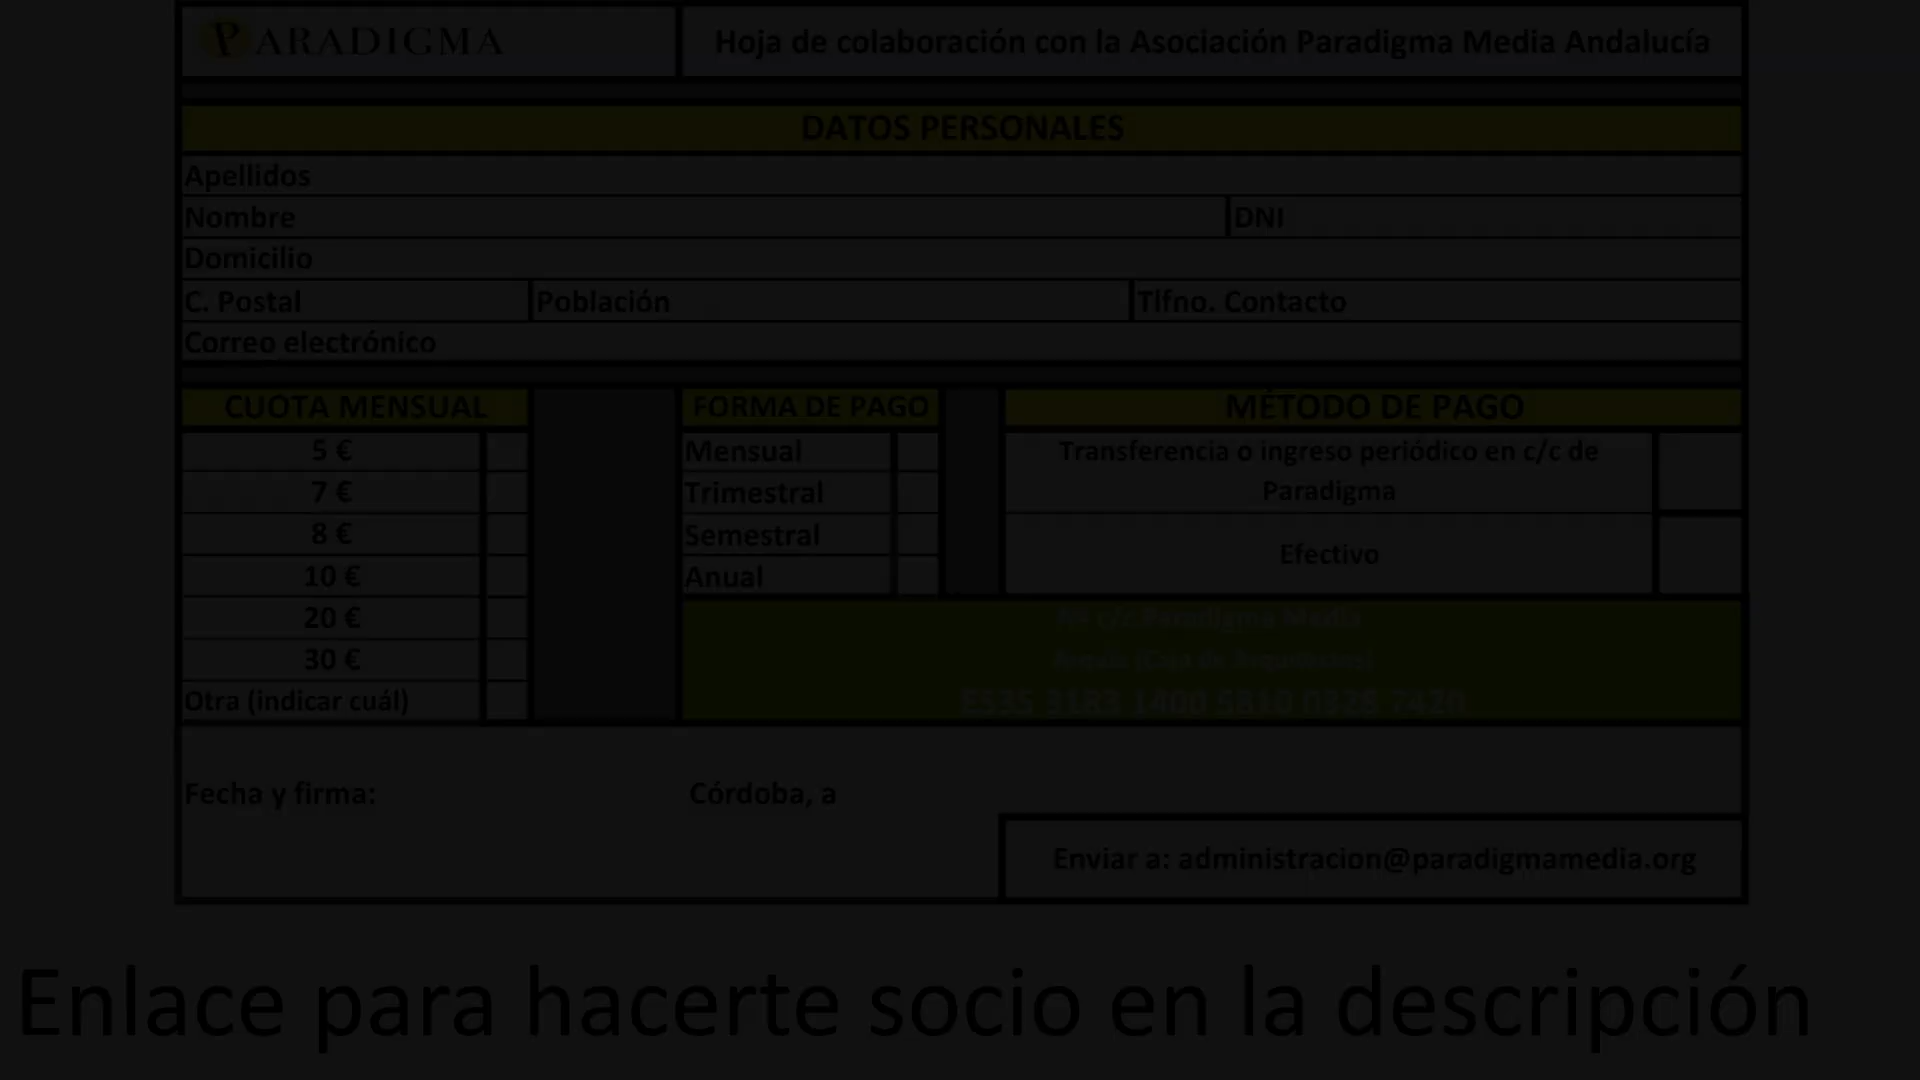 PARADIGMA
Hoja de colaboración con la Asociación Paradigma Media Andalucía
DATOS PERSONALES
Apellidos
Nombre
DNI
Domicilio
C. Postal
Población
Tlfno. Contacto
Correo electrónico
CUOTA MENSUAL
FORMA DE PAGO
MÉTODO DE PAGO
5 €
7 €
8 €
10 €
20 €
30 €
Otra (indicar cuál)
Mensual
Trimestral
Semestral
Anual
Transferencia o ingreso periódico en c/c de
Paradigma
Efectivo
Nº c/c Paradigma Media
Fecha y firma:
Córdoba, a
Enviar a: administracion@paradigmamedia.org
Enlace para hacerte socio en la descripción